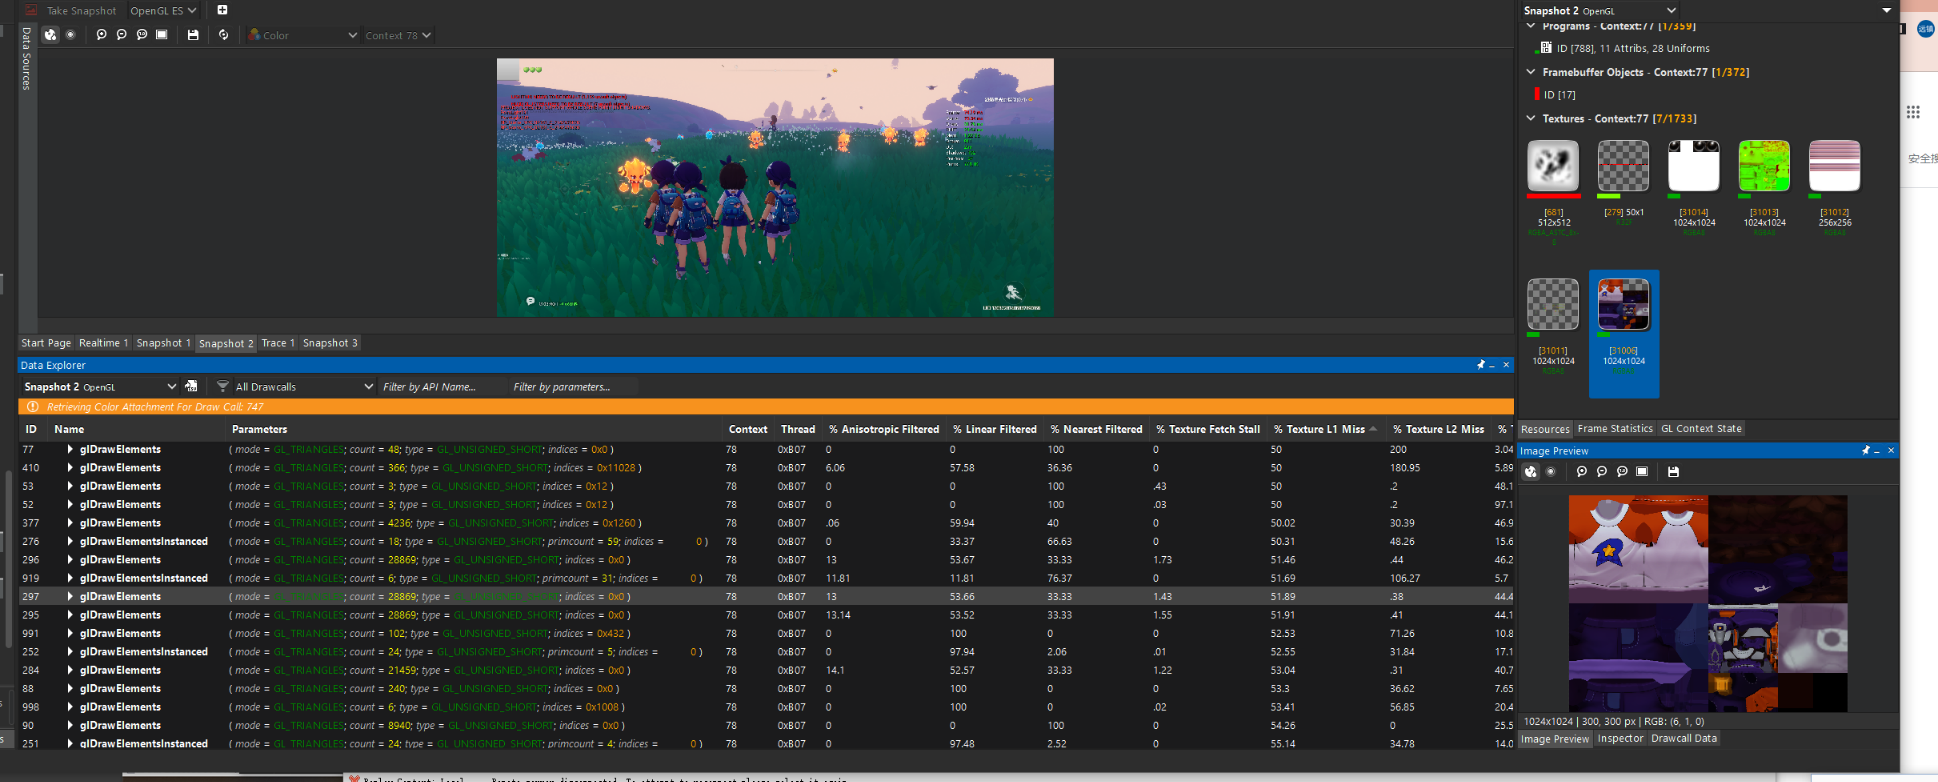 Take Snapshot OpenGL ES
Data Sources
Color Context 78
Start Page Realtime 1 Snapshot 1 Snapshot 2 Trace 1 Snapshot 3
Data Explorer
Snapshot 2 OpenGL All Drawcalls Filter by API Name... Filter by parameters...
Retrieving Color Attachment For Draw Call: 747
ID Name Parameters Context Thread % Anisotropic Filtered % Linear Filtered % Nearest Filtered % Texture Fetch Stall % Texture L1 Miss % Texture L2 Miss % T
77 glDrawElements ( mode = GL_TRIANGLES; count = 48; type = GL_UNSIGNED_SHORT; indices = 0x0 ) 78 0xB07 0 0 100 0 50 200 3.04
410 glDrawElements ( mode = GL_TRIANGLES; count = 366; type = GL_UNSIGNED_SHORT; indices = 0x11028 ) 78 0xB07 6.06 57.58 36.36 0 50 180.95 5.89
53 glDrawElements ( mode = GL_TRIANGLES; count = 3; type = GL_UNSIGNED_SHORT; indices = 0x12 ) 78 0xB07 0 0 100 .43 50 .2 48.1
52 glDrawElements ( mode = GL_TRIANGLES; count = 3; type = GL_UNSIGNED_SHORT; indices = 0x12 ) 78 0xB07 0 0 100 .03 50 .2 97.1
377 glDrawElements ( mode = GL_TRIANGLES; count = 4236; type = GL_UNSIGNED_SHORT; indices = 0x1260 ) 78 0xB07 .06 59.94 40 0 50.02 30.39 46.9
276 glDrawElementsInstanced ( mode = GL_TRIANGLES; count = 18; type = GL_UNSIGNED_SHORT; primcount = 59; indices = 0 ) 78 0xB07 0 33.37 66.63 0 50.31 48.26 15.6
296 glDrawElements ( mode = GL_TRIANGLES; count = 28869; type = GL_UNSIGNED_SHORT; indices = 0x0 ) 78 0xB07 13 53.67 33.33 1.73 51.46 .44 46.2
919 glDrawElementsInstanced ( mode = GL_TRIANGLES; count = 6; type = GL_UNSIGNED_SHORT; primcount = 31; indices = 0 ) 78 0xB07 11.81 11.81 76.37 0 51.69 106.27 5.7
297 glDrawElements ( mode = GL_TRIANGLES; count = 28869; type = GL_UNSIGNED_SHORT; indices = 0x0 ) 78 0xB07 13 53.66 33.33 1.43 51.89 .38 44.4
295 glDrawElements ( mode = GL_TRIANGLES; count = 28869; type = GL_UNSIGNED_SHORT; indices = 0x0 ) 78 0xB07 13.14 53.52 33.33 1.55 51.91 .41 44.1
991 glDrawElements ( mode = GL_TRIANGLES; count = 102; type = GL_UNSIGNED_SHORT; indices = 0x432 ) 78 0xB07 0 100 0 0 52.53 71.26 10.8
252 glDrawElementsInstanced ( mode = GL_TRIANGLES; count = 24; type = GL_UNSIGNED_SHORT; primcount = 5; indices = 0 ) 78 0xB07 0 97.94 2.06 .01 52.55 31.84 17.1
284 glDrawElements ( mode = GL_TRIANGLES; count = 21459; type = GL_UNSIGNED_SHORT; indices = 0x0 ) 78 0xB07 14.1 52.57 33.33 1.22 53.04 .31 40.7
88 glDrawElements ( mode = GL_TRIANGLES; count = 240; type = GL_UNSIGNED_SHORT; indices = 0x0 ) 78 0xB07 0 100 0 0 53.3 36.62 7.65
998 glDrawElements ( mode = GL_TRIANGLES; count = 6; type = GL_UNSIGNED_SHORT; indices = 0x1008 ) 78 0xB07 0 100 0 .02 53.41 56.85 20.4
90 glDrawElements ( mode = GL_TRIANGLES; count = 8940; type = GL_UNSIGNED_SHORT; indices = 0x0 ) 78 0xB07 0 0 100 0 54.26 0 25.5
251 glDrawElementsInstanced ( mode = GL_TRIANGLES; count = 24; type = GL_UNSIGNED_SHORT; primcount = 4; indices = 0 ) 78 0xB07 0 97.48 2.52 0 55.14 34.78 14.0
Snapshot 2 OpenGL
Programs - Context:77 [1/359]
ID [788], 11 Attribs, 28 Uniforms
Framebuffer Objects - Context:77 [1/372]
ID [17]
Textures - Context:77 [7/1733]
[681] [279] 50x1 [31014] [31013] [31012]
512x512 1024x1024 1024x1024 256x256
[31011] [31006]
1024x1024 1024x1024
Resources Frame Statistics GL Context State
Image Preview
1024x1024 | 300, 300 px | RGB: (6, 1, 0)
Image Preview Inspector Drawcall Data